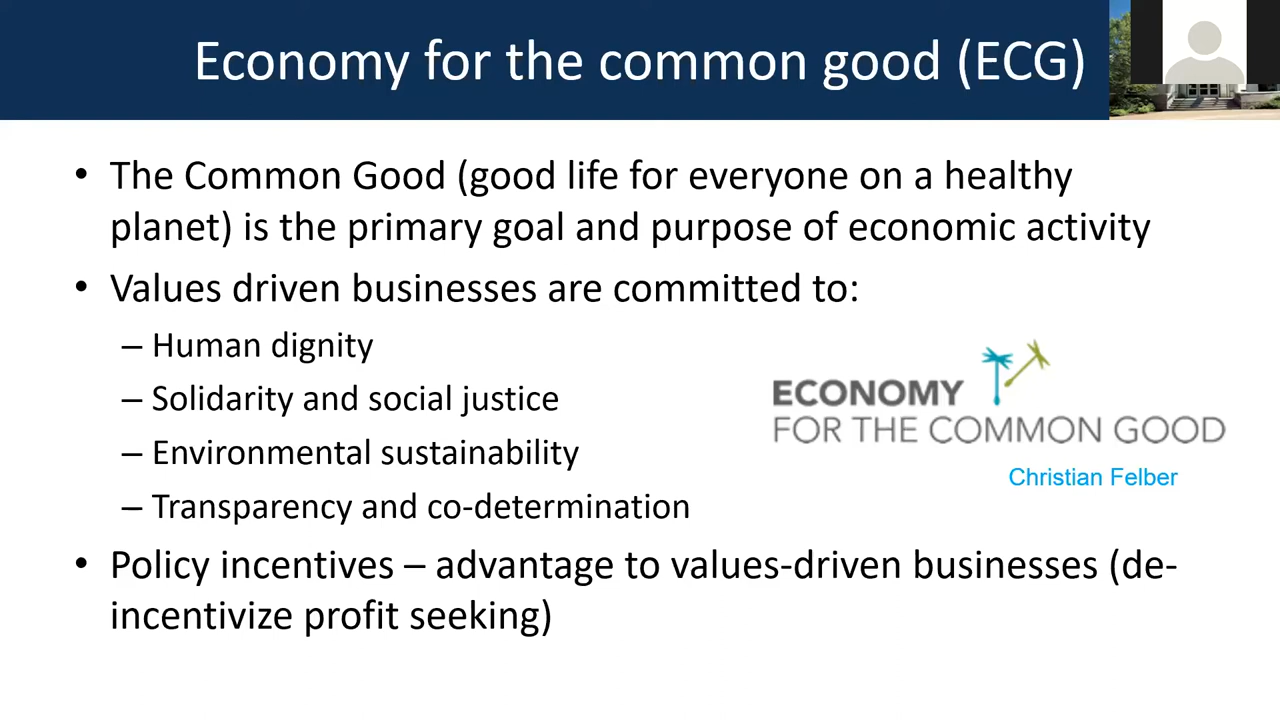 Economy for the common good (ECG)
• The Common Good (good life for everyone on a healthy
planet) is the primary goal and purpose of economic activity
• Values driven businesses are committed to:
– Human dignity
– Solidarity and social justice
– Environmental sustainability
– Transparency and co-determination
ECONOMY
FOR THE COMMON GOOD
Christian Felber
• Policy incentives – advantage to values-driven businesses (de-
incentivize profit seeking)